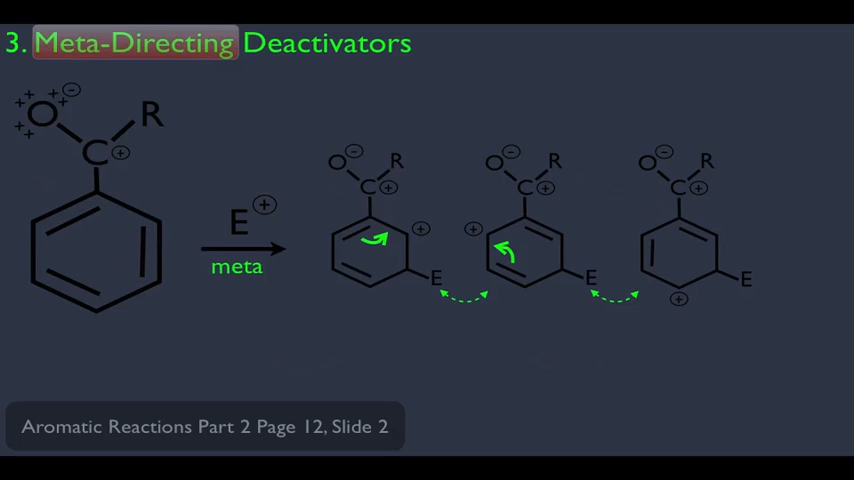 3. Meta-Directing Deactivators
O R
C
E
meta
O R
C
E
O R
C
E
O R
C
E
Aromatic Reactions Part 2 Page 12, Slide 2